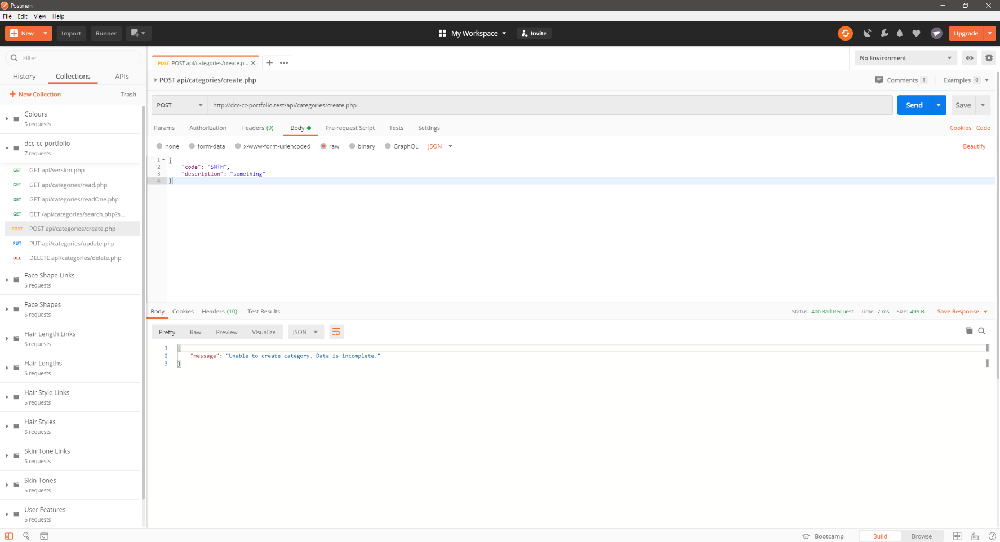 Postman
File Edit View Help
New Import Runner My Workspace Invite Upgrade
Filter
History Collections APIs
New Collection Trash
Colours
5 requests
dcc-cc-portfolio
7 requests
GET GET api/version.php
GET GET api/categories/read.php
GET GET api/categories/readOne.php
GET GET /api/categories/search.php?s...
POST POST api/categories/create.php
PUT PUT api/categories/update.php
DEL DELETE api/categories/delete.php
Face Shape Links
5 requests
Face Shapes
5 requests
Hair Length Links
5 requests
Hair Lengths
5 requests
Hair Style Links
5 requests
Hair Styles
5 requests
Skin Tone Links
5 requests
Skin Tones
5 requests
User Features
5 requests
POST POST api/categories/create.p... No Environment
POST api/categories/create.php Comments 1 Examples 0
POST http://dcc-cc-portfolio.test/api/categories/create.php Send Save
Params Authorization Headers (9) Body Pre-request Script Tests Settings Cookies Code
none form-data x-www-form-urlencoded raw binary GraphQL JSON Beautify
1 {
2 "code": "SMTH",
3 "description": "something"
4 }
Body Cookies Headers (10) Test Results Status: 400 Bad Request Time: 7 ms Size: 499 B Save Response
Pretty Raw Preview Visualize JSON
1 {
2 "message": "Unable to create category. Data is incomplete."
3 }
Bootcamp Build Browse